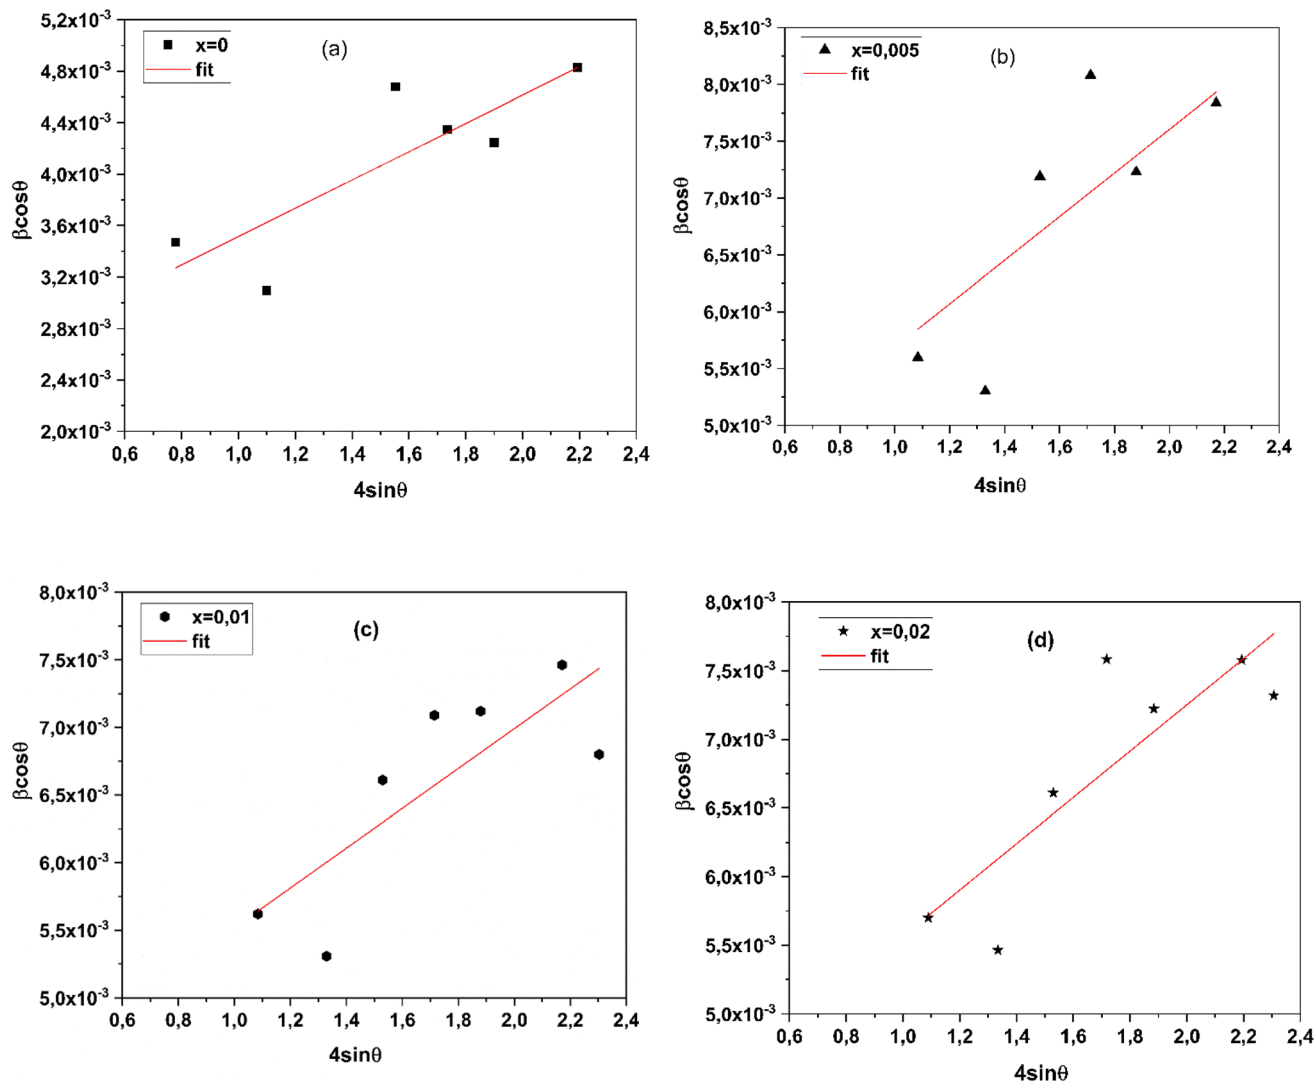 5,2x10⁻³
4,8x10⁻³
4,4x10⁻³
4,0x10⁻³
3,6x10⁻³
3,2x10⁻³
2,8x10⁻³
2,4x10⁻³
2,0x10⁻³
βcosθ
x=0
fit
(a)
0,6 0,8 1,0 1,2 1,4 1,6 1,8 2,0 2,2 2,4
4sinθ
8,5x10⁻³
8,0x10⁻³
7,5x10⁻³
7,0x10⁻³
6,5x10⁻³
6,0x10⁻³
5,5x10⁻³
5,0x10⁻³
βcosθ
x=0,005
fit
(b)
0,6 0,8 1,0 1,2 1,4 1,6 1,8 2,0 2,2 2,4
4sinθ
8,0x10⁻³
7,5x10⁻³
7,0x10⁻³
6,5x10⁻³
6,0x10⁻³
5,5x10⁻³
5,0x10⁻³
βcosθ
x=0,01
fit
(c)
0,6 0,8 1,0 1,2 1,4 1,6 1,8 2,0 2,2 2,4
4sinθ
8,0x10⁻³
7,5x10⁻³
7,0x10⁻³
6,5x10⁻³
6,0x10⁻³
5,5x10⁻³
5,0x10⁻³
βcosθ
x=0,02
fit
(d)
0,6 0,8 1,0 1,2 1,4 1,6 1,8 2,0 2,2 2,4
4sinθ